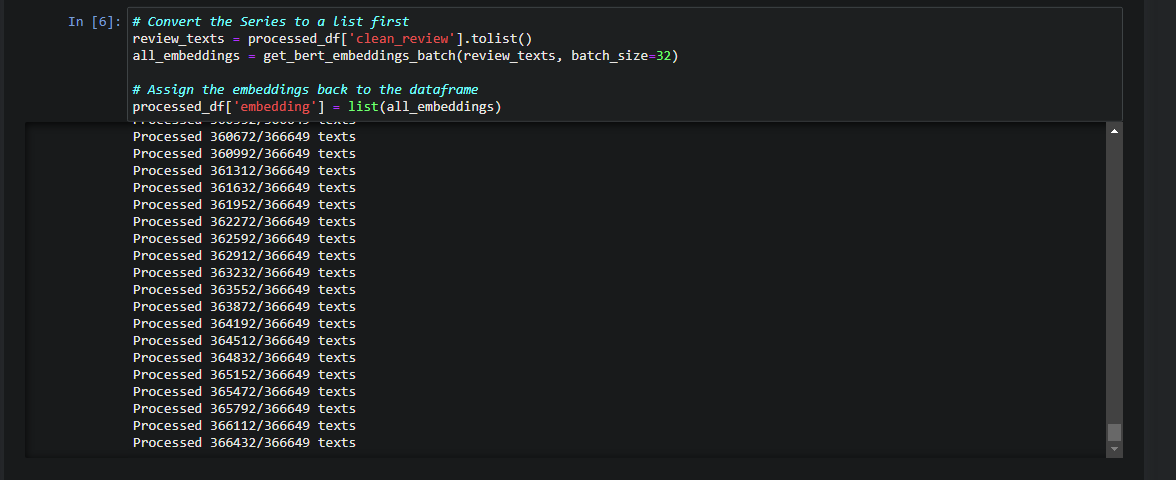 In [6]:
# Convert the Series to a list first
review_texts = processed_df['clean_review'].tolist()
all_embeddings = get_bert_embeddings_batch(review_texts, batch_size=32)
# Assign the embeddings back to the dataframe
processed_df['embedding'] = list(all_embeddings)
Processed 360672/366649 texts
Processed 360992/366649 texts
Processed 361312/366649 texts
Processed 361632/366649 texts
Processed 361952/366649 texts
Processed 362272/366649 texts
Processed 362592/366649 texts
Processed 362912/366649 texts
Processed 363232/366649 texts
Processed 363552/366649 texts
Processed 363872/366649 texts
Processed 364192/366649 texts
Processed 364512/366649 texts
Processed 364832/366649 texts
Processed 365152/366649 texts
Processed 365472/366649 texts
Processed 365792/366649 texts
Processed 366112/366649 texts
Processed 366432/366649 texts